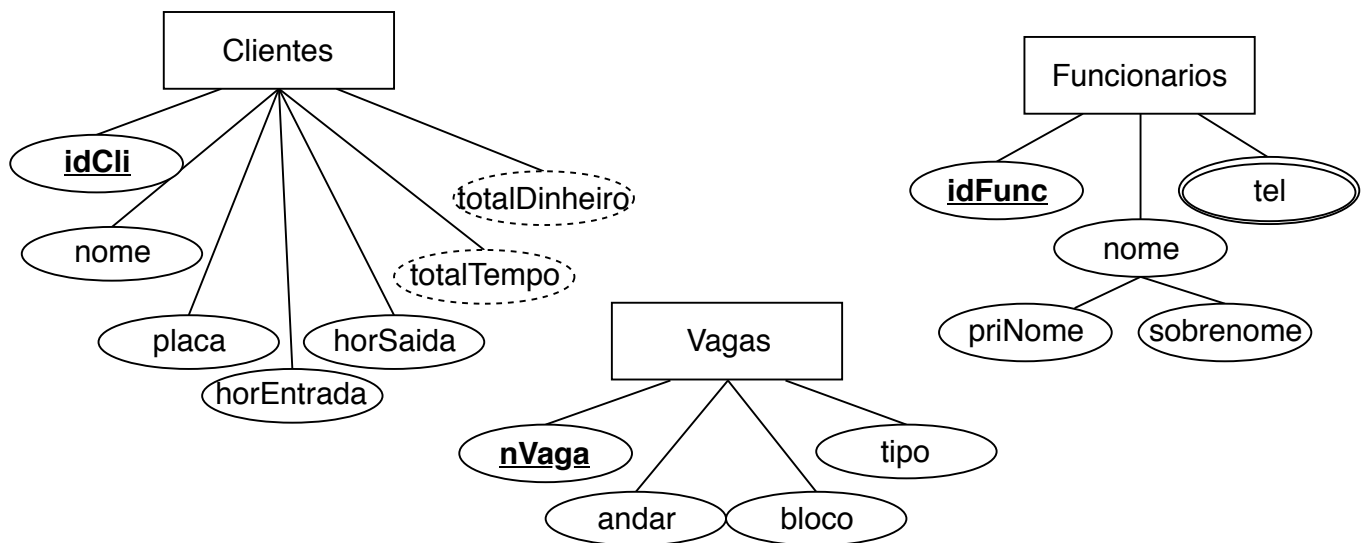 Clientes
Funcionarios
idCli
totalDinheiro
idFunc
tel
nome
totalTempo
nome
placa
horSaida
Vagas
priNome
sobrenome
horEntrada
nVaga
tipo
andar
bloco